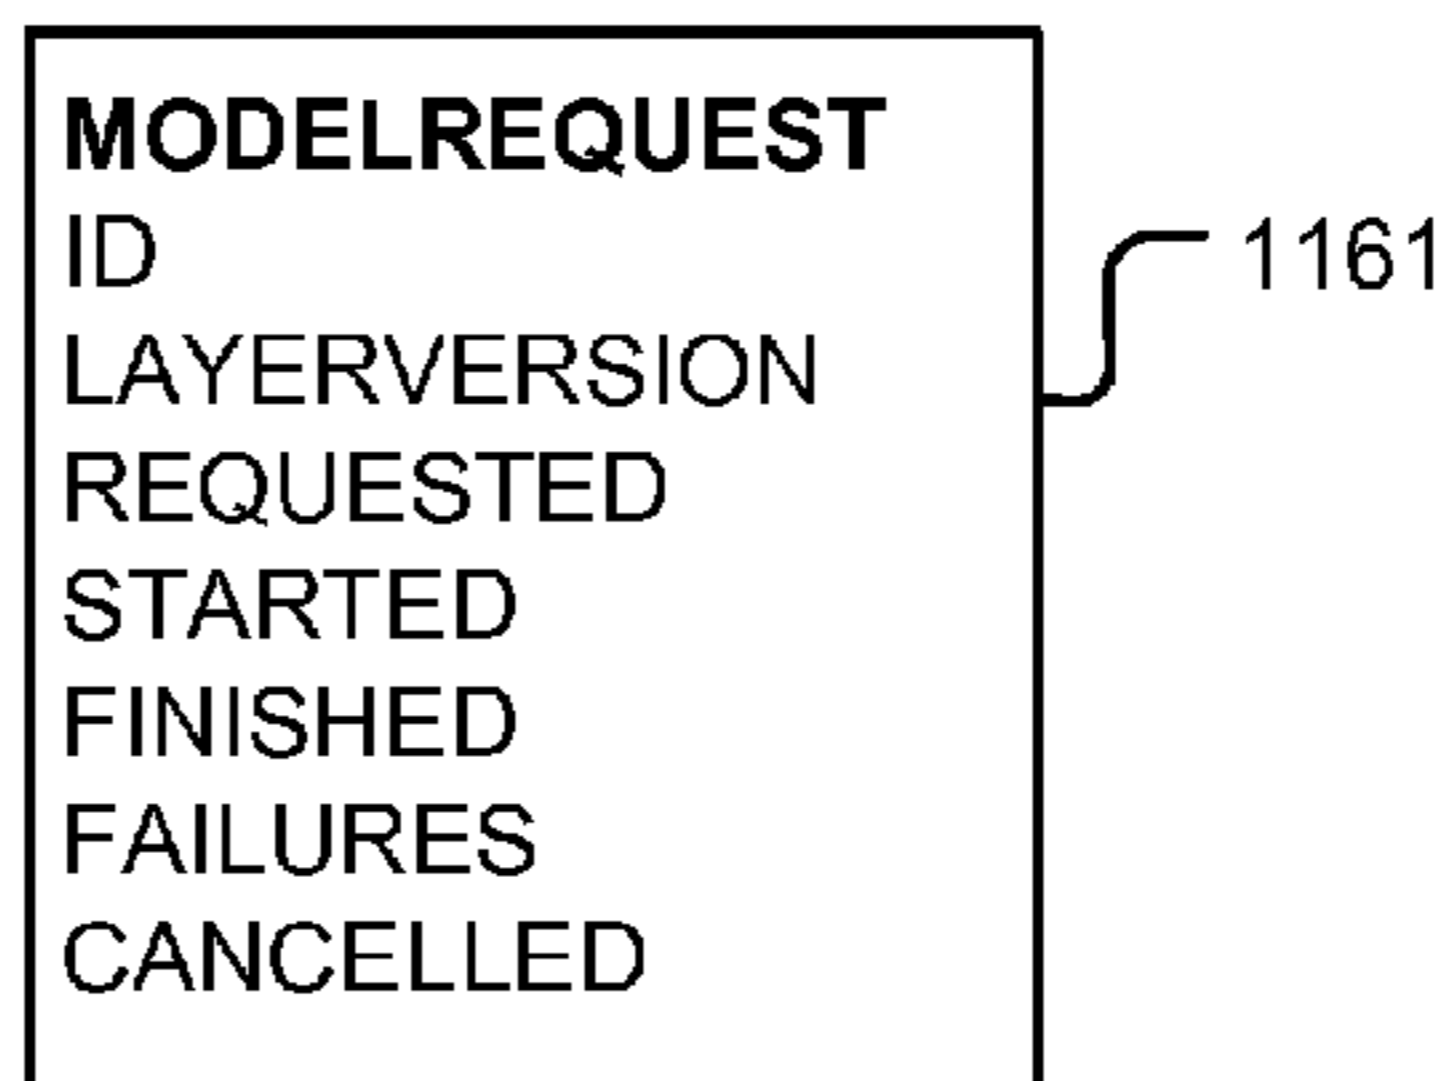 MODELREQUEST
ID
1161
LAYERVERSION
REQUESTED
STARTED
FINISHED
FAILURES
CANCELLED